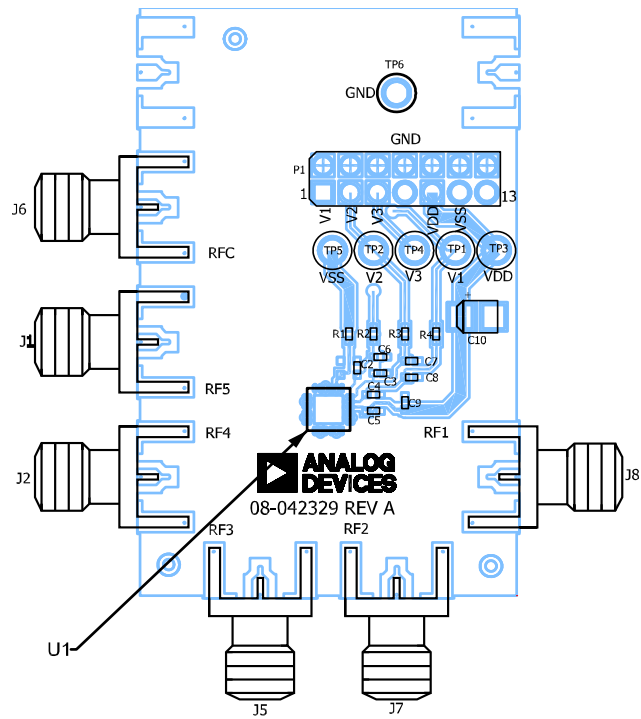 TP6
GND
GND
P1
1
V1
V2
V3
VDD
VSS
13
J6
RFC
TP5
TP2
TP4
TP1
TP3
VSS
V2
V3
V1
VDD
+
J1
R1
R2
R3
R4
C10
C6
C7
C2
C3
C8
RF5
C4
C9
C5
RF4
RF1
J2
ANALOG
DEVICES
J8
08-042329 REV A
RF3
RF2
U1
J5
J7